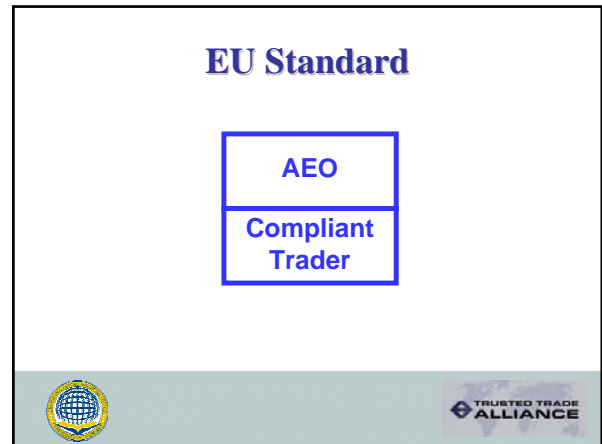 EU Standard
AEO
Compliant
Trader
TRUSTED TRADE
ALLIANCE